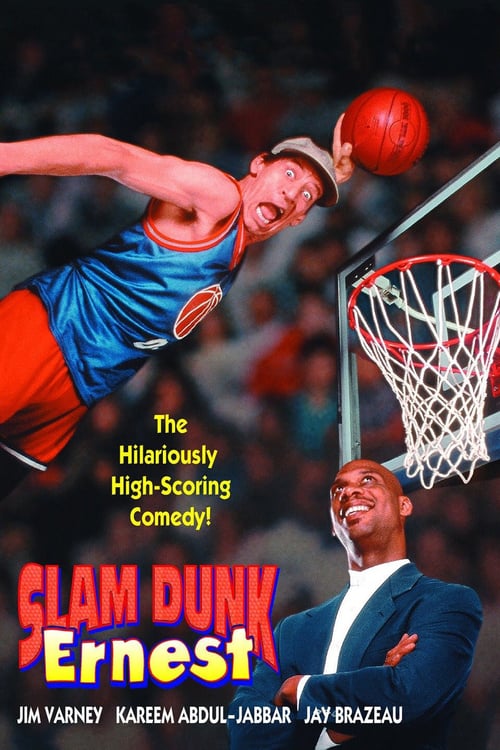 The
Hilariously
High-Scoring
Comedy!
SLAM DUNK
Ernest
JIM VARNEY KAREEM ABDUL-JABBAR JAY BRAZEAU